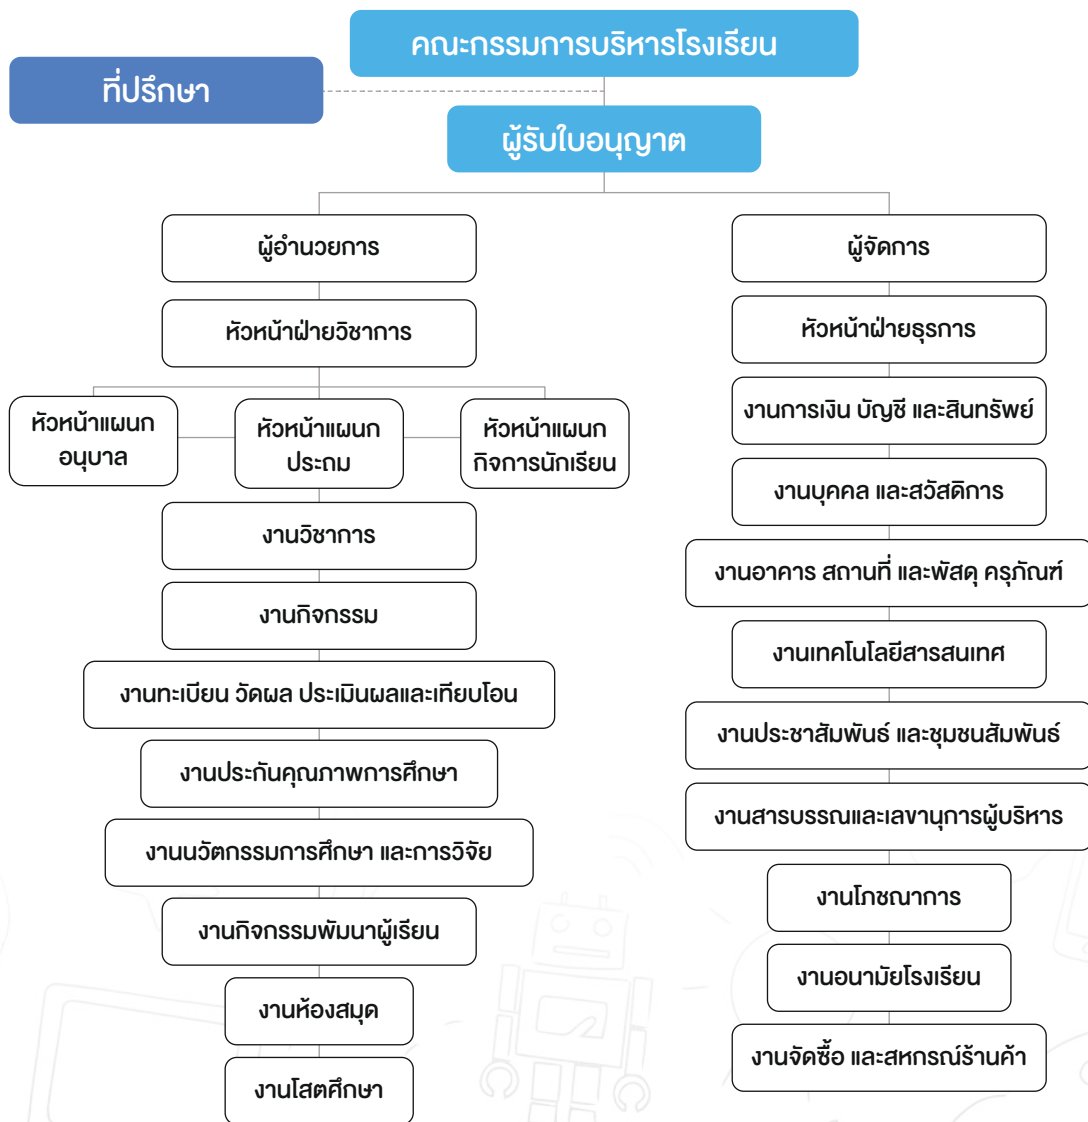 คณะกรรมการบริหารโรงเรียน
ที่ปรึกษา
ผู้รับใบอนุญาต
ผู้อำนวยการ
หัวหน้าฝ่ายวิชาการ
หัวหน้าแผนก
อนุบาล
หัวหน้าแผนก
ประถม
หัวหน้าแผนก
กิจการนักเรียน
งานวิชาการ
งานกิจกรรม
งานทะเบียน วัดผล ประเมินผลและเทียบโอน
งานประกันคุณภาพการศึกษา
งานนวัตกรรมการศึกษา และการวิจัย
งานกิจกรรมพัมนาผู้เรียน
งานห้องสมุด
งานโสตศึกษา
ผู้จัดการ
หัวหน้าฝ่ายธุรการ
งานการเงิน บัญชี และสินทรัพย์
งานบุคคล และสวัสดิการ
งานอาคาร สถานที่ และพัสดุ ครุภัณฑ์
งานเทคโนโลยีสารสนเทศ
งานประชาสัมพันธ์ และชุมชนสัมพันธ์
งานสารบรรณและเลขานุการผู้บริหาร
งานโภชณาการ
งานอนามัยโรงเรียน
งานจัดซื้อ และสหกรณ์ร้านค้า